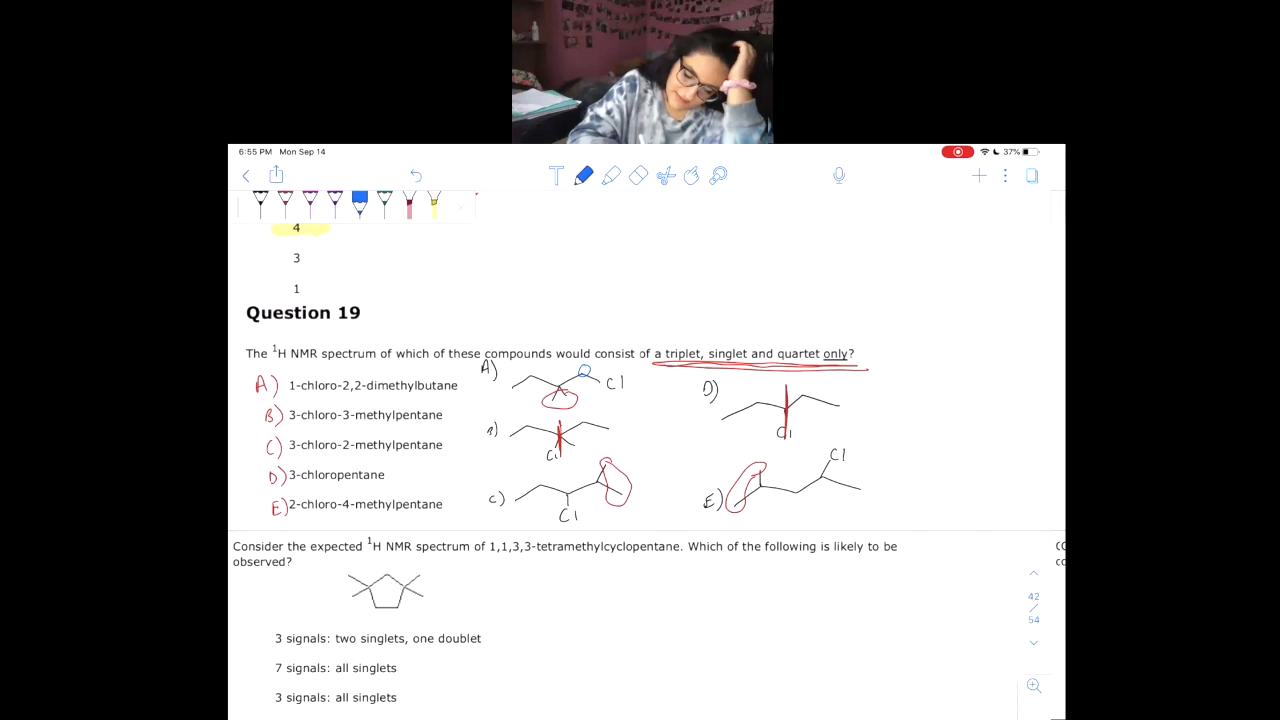 6:55 PM Mon Sep 14
37%
T
4
3
1
Question 19
The 1H NMR spectrum of which of these compounds would consist of a triplet, singlet and quartet only?
A) 1-chloro-2,2-dimethylbutane
B) 3-chloro-3-methylpentane
C) 3-chloro-2-methylpentane
D) 3-chloropentane
E) 2-chloro-4-methylpentane
A) Cl
D) Cl
B) Cl
C) Cl
E) Cl
Consider the expected 1H NMR spectrum of 1,1,3,3-tetramethylcyclopentane. Which of the following is likely to be
observed?
3 signals: two singlets, one doublet
7 signals: all singlets
3 signals: all singlets
42
/
54